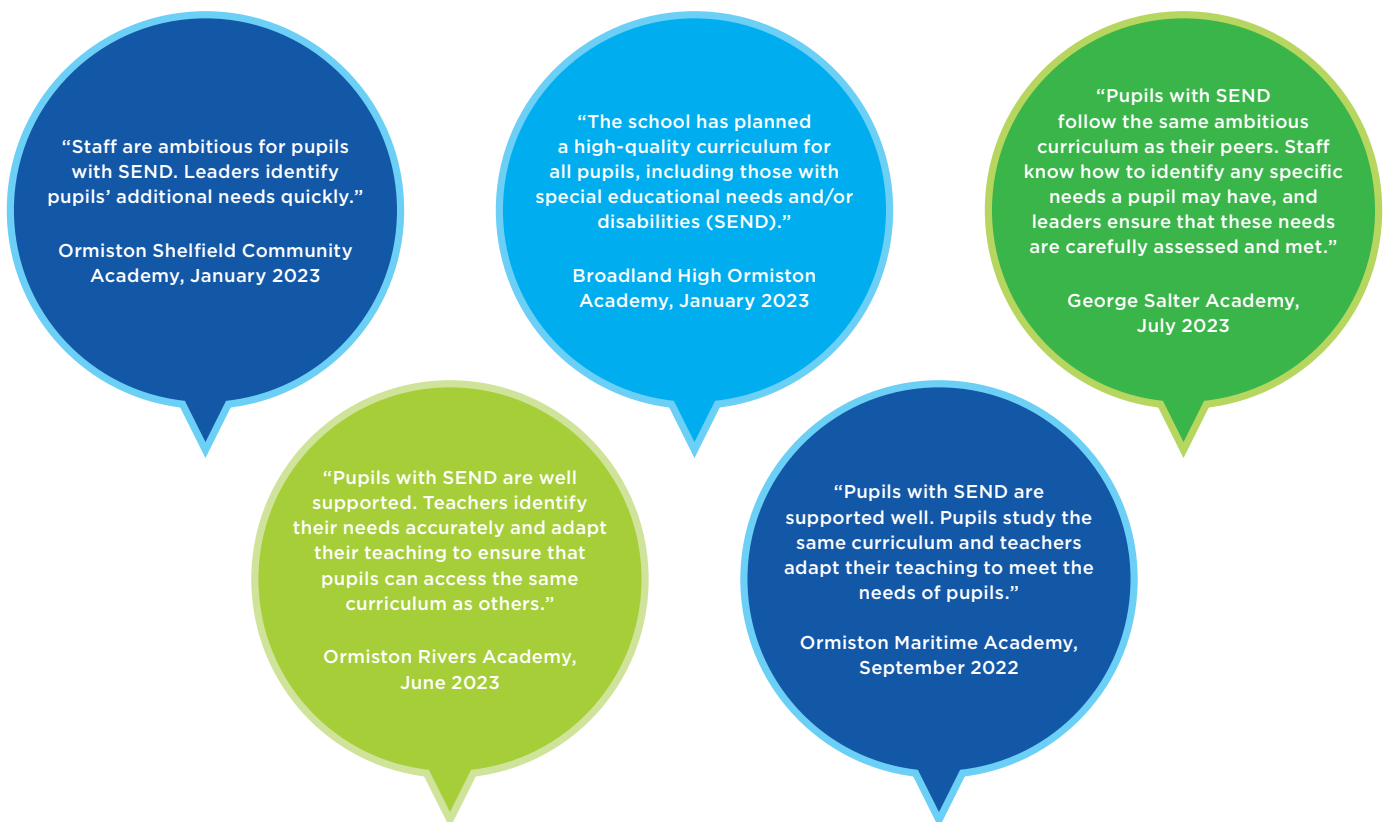 “Staff are ambitious for pupils
with SEND. Leaders identify
pupils’ additional needs quickly.”
Ormiston Shelfield Community
Academy, January 2023
“The school has planned
a high-quality curriculum for
all pupils, including those with
special educational needs and/or
disabilities (SEND).”
Broadland High Ormiston
Academy, January 2023
“Pupils with SEND
follow the same ambitious
curriculum as their peers. Staff
know how to identify any specific
needs a pupil may have, and
leaders ensure that these needs
are carefully assessed and met.”
George Salter Academy,
July 2023
“Pupils with SEND are well
supported. Teachers identify
their needs accurately and adapt
their teaching to ensure that
pupils can access the same
curriculum as others.”
Ormiston Rivers Academy,
June 2023
“Pupils with SEND are
supported well. Pupils study the
same curriculum and teachers
adapt their teaching to meet the
needs of pupils.”
Ormiston Maritime Academy,
September 2022